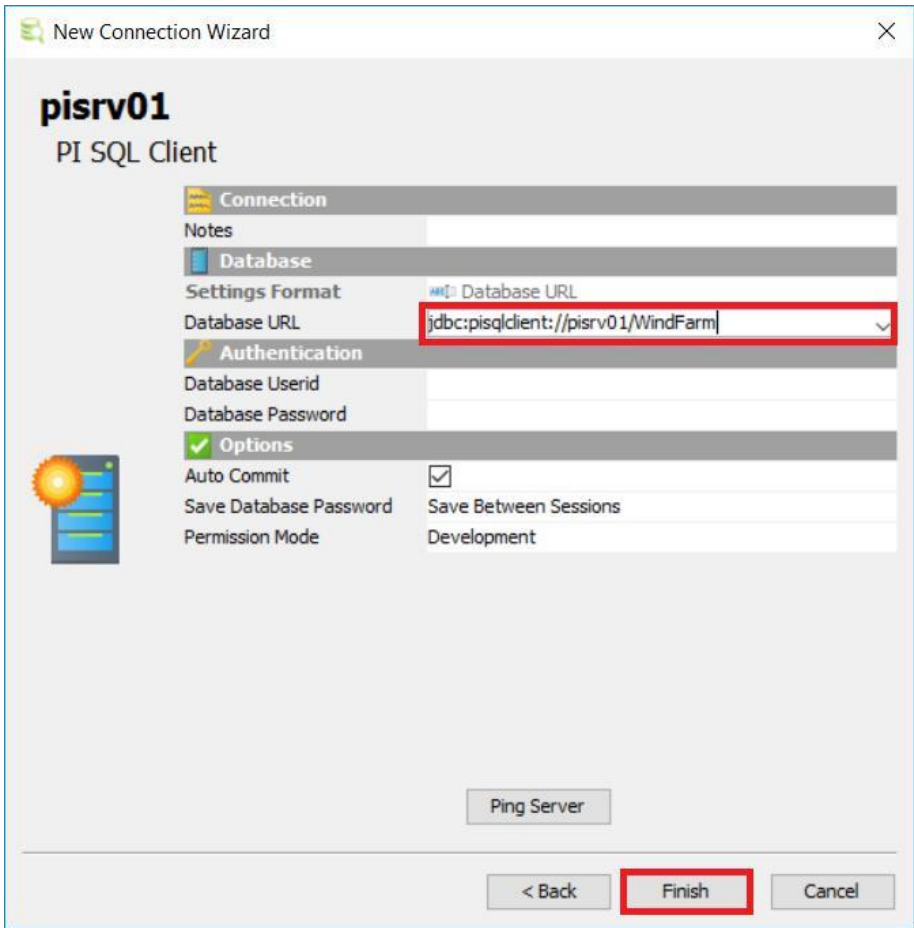 New Connection Wizard
pisrv01
PI SQL Client
Connection
Notes
Database
Settings Format Database URL
Database URL jdbc:pisqlclient://pisrv01/WindFarm
Authentication
Database Userid
Database Password
Options
Auto Commit
Save Database Password Save Between Sessions
Permission Mode Development
Ping Server
< Back Finish Cancel